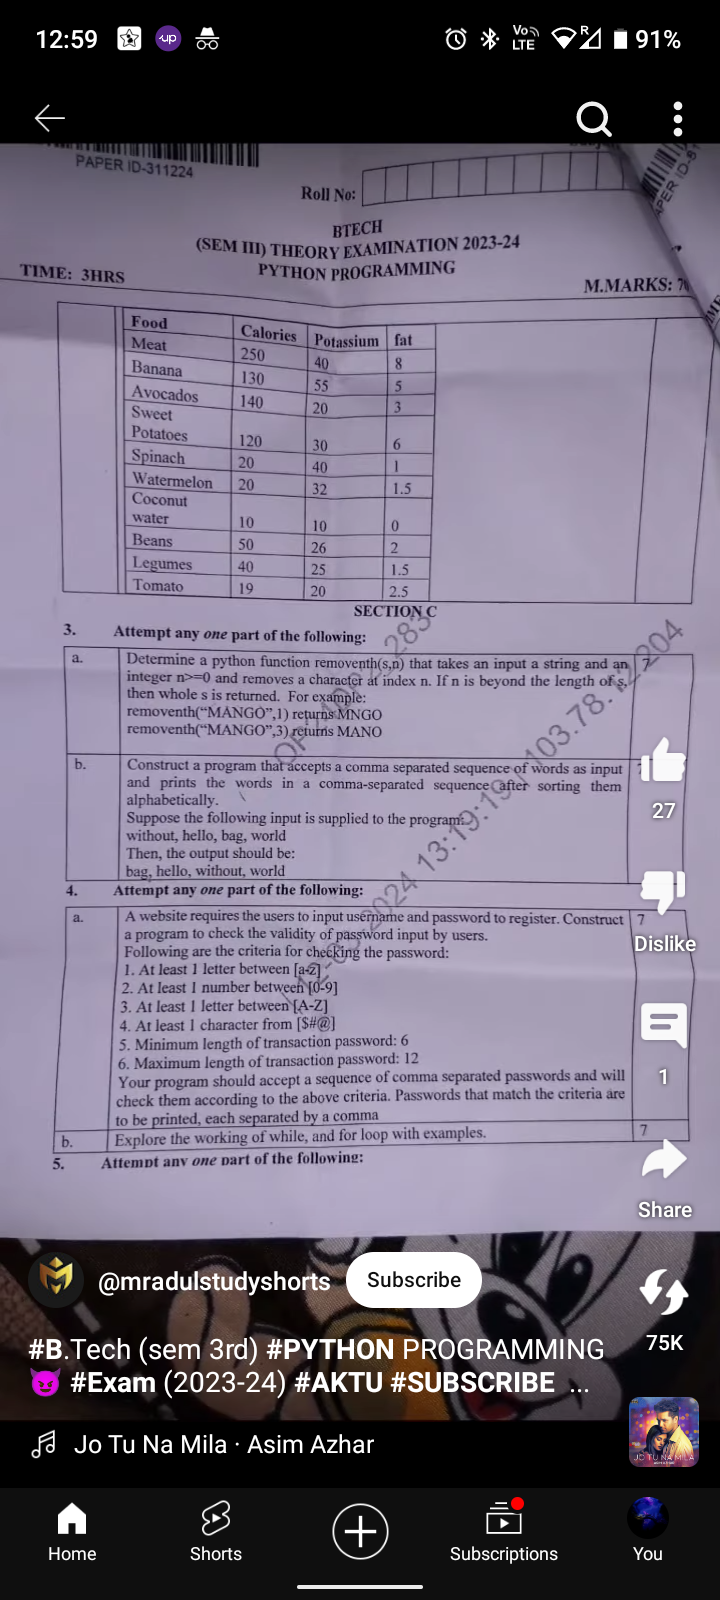 12:59
up
Vo
LTE
R
91%
PAPER ID-311224
Roll No:
BTECH
(SEM III) THEORY EXAMINATION 2023-24
TIME: 3HRS
PYTHON PROGRAMMING
M.MARKS: 70
Food Calories Potassium fat
Meat 250 40 8
Banana 130 55 5
Avocados 140 20 3
Sweet
Potatoes 120 30 6
Spinach 20 40 1
Watermelon 20 32 1.5
Coconut
water 10 10 0
Beans 50 26 2
Legumes 40 25 1.5
Tomato 19 20 2.5
SECTION C
3. Attempt any one part of the following:
a. Determine a python function removenth(s,n) that takes an input a string and an 7
integer n>=0 and removes a character at index n. If n is beyond the length of s,
then whole s is returned. For example:
removenth(“MANGO”,1) returns MNGO
removenth(“MANGO”,3) returns MANO
b. Construct a program that accepts a comma separated sequence of words as input
and prints the words in a comma-separated sequence after sorting them
alphabetically.
Suppose the following input is supplied to the program:
without, hello, bag, world
Then, the output should be:
bag, hello, without, world
4. Attempt any one part of the following:
a. A website requires the users to input username and password to register. Construct 7
a program to check the validity of password input by users.
Following are the criteria for checking the password:
1. At least 1 letter between [a-z]
2. At least 1 number between [0-9]
3. At least 1 letter between [A-Z]
4. At least 1 character from [$#@]
5. Minimum length of transaction password: 6
6. Maximum length of transaction password: 12
Your program should accept a sequence of comma separated passwords and will
check them according to the above criteria. Passwords that match the criteria are
to be printed, each separated by a comma
b. Explore the working of while, and for loop with examples. 7
5. Attempt any one part of the following:
27
Dislike
1
Share
75K
@mradulstudyshorts
Subscribe
#B.Tech (sem 3rd) #PYTHON PROGRAMMING
😈 #Exam (2023-24) #AKTU #SUBSCRIBE ...
Jo Tu Na Mila · Asim Azhar
JO TU NA MILA
Home
Shorts
Subscriptions
You